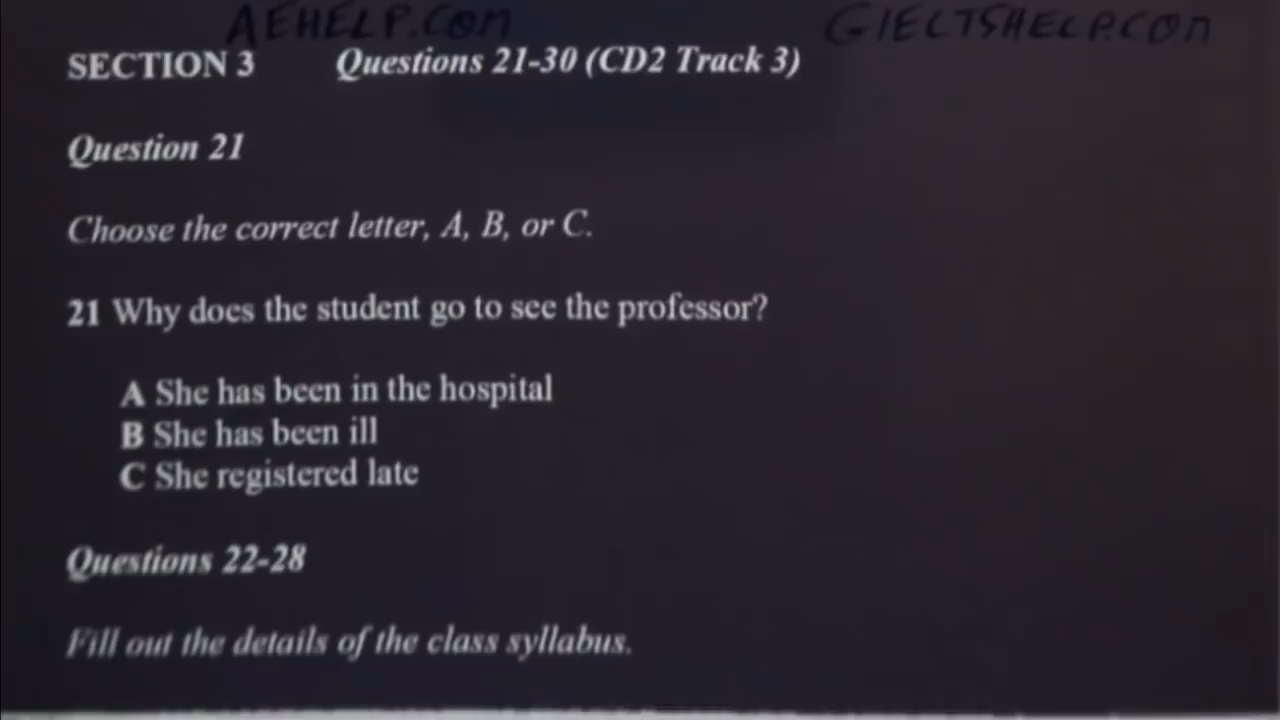 AEHELP.COM GIELTSHELP.COM
SECTION 3 Questions 21-30 (CD2 Track 3)
Question 21
Choose the correct letter, A, B, or C.
21 Why does the student go to see the professor?
A She has been in the hospital
B She has been ill
C She registered late
Questions 22-28
Fill out the details of the class syllabus.